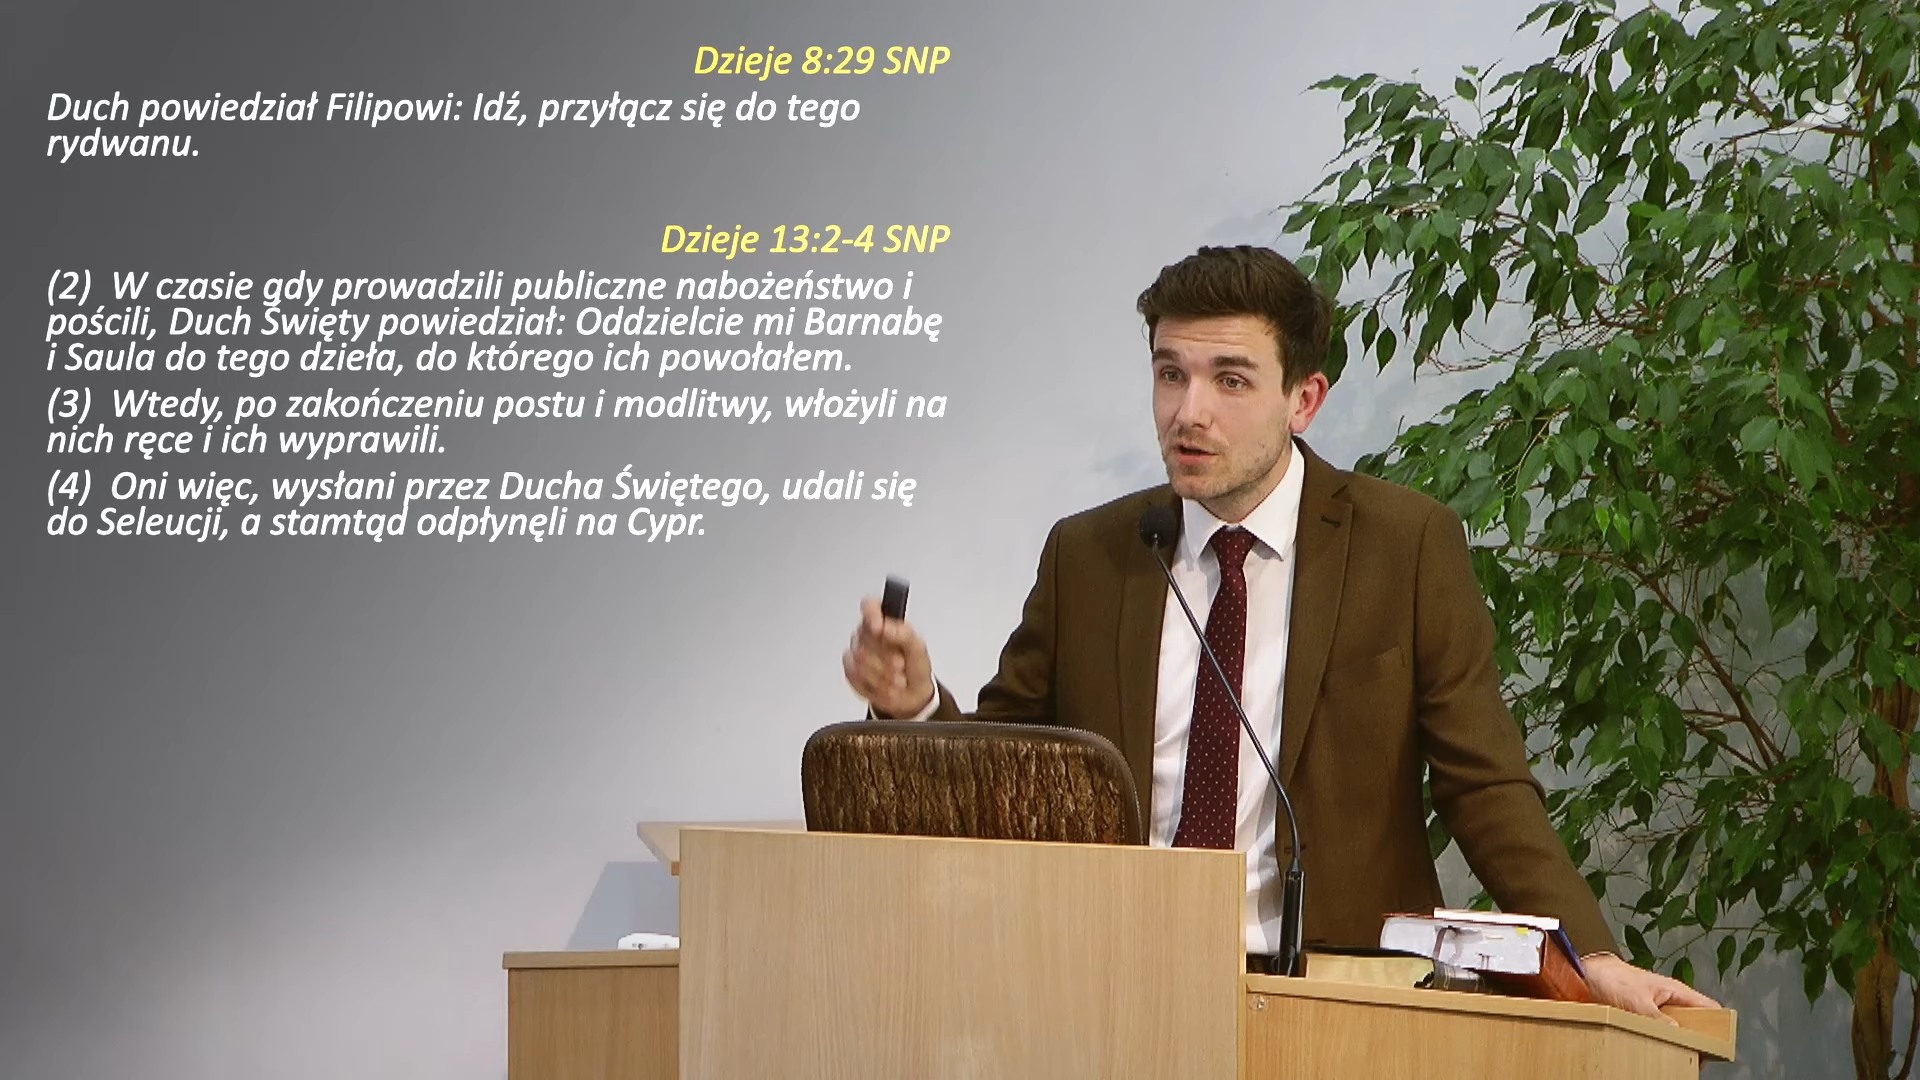 Dzieje 8:29 SNP
Duch powiedział Filipowi: Idź, przyłącz się do tego
rydwanu.
Dzieje 13:2-4 SNP
(2) W czasie gdy prowadzili publiczne nabożeństwo i
pościli, Duch Święty powiedział: Oddzielcie mi Barnabę
i Saula do tego dzieła, do którego ich powołałem.
(3) Wtedy, po zakończeniu postu i modlitwy, włożyli na
nich ręce i ich wyprawili.
(4) Oni więc, wysłani przez Ducha Świętego, udali się
do Seleucji, a stamtąd odpłynęli na Cypr.